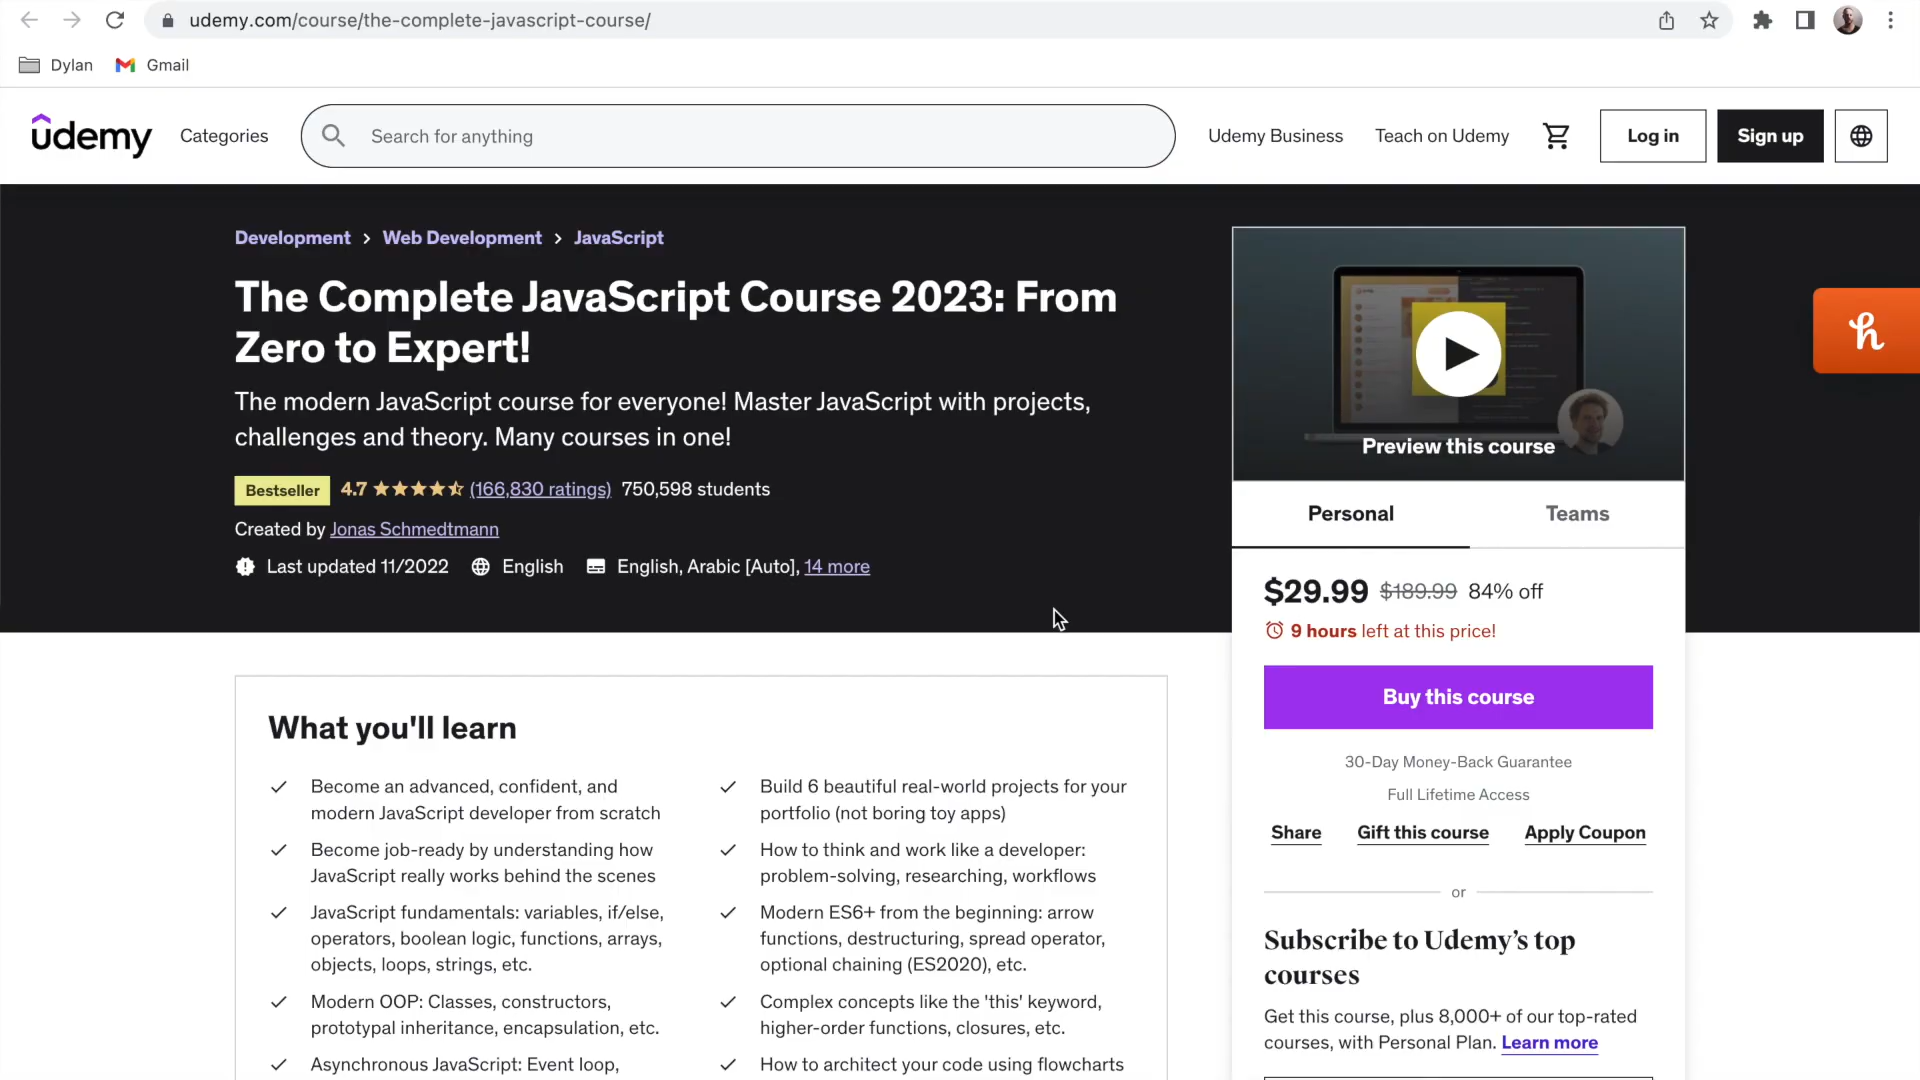 udemy.com/course/the-complete-javascript-course/
Dylan
Gmail
udemy
Categories
Search for anything
Udemy Business
Teach on Udemy
Log in
Sign up
Development > Web Development > JavaScript
The Complete JavaScript Course 2023: From
Zero to Expert!
The modern JavaScript course for everyone! Master JavaScript with projects,
challenges and theory. Many courses in one!
Bestseller 4.7 (166,830 ratings) 750,598 students
Created by Jonas Schmedtmann
Last updated 11/2022 English English, Arabic [Auto], 14 more
Preview this course
Personal
Teams
$29.99 $189.99 84% off
9 hours left at this price!
Buy this course
30-Day Money-Back Guarantee
Full Lifetime Access
Share
Gift this course
Apply Coupon
or
Subscribe to Udemy’s top
courses
Get this course, plus 8,000+ of our top-rated
courses, with Personal Plan. Learn more
What you'll learn
Become an advanced, confident, and
modern JavaScript developer from scratch
Become job-ready by understanding how
JavaScript really works behind the scenes
JavaScript fundamentals: variables, if/else,
operators, boolean logic, functions, arrays,
objects, loops, strings, etc.
Modern OOP: Classes, constructors,
prototypal inheritance, encapsulation, etc.
Asynchronous JavaScript: Event loop,
Build 6 beautiful real-world projects for your
portfolio (not boring toy apps)
How to think and work like a developer:
problem-solving, researching, workflows
Modern ES6+ from the beginning: arrow
functions, destructuring, spread operator,
optional chaining (ES2020), etc.
Complex concepts like the 'this' keyword,
higher-order functions, closures, etc.
How to architect your code using flowcharts